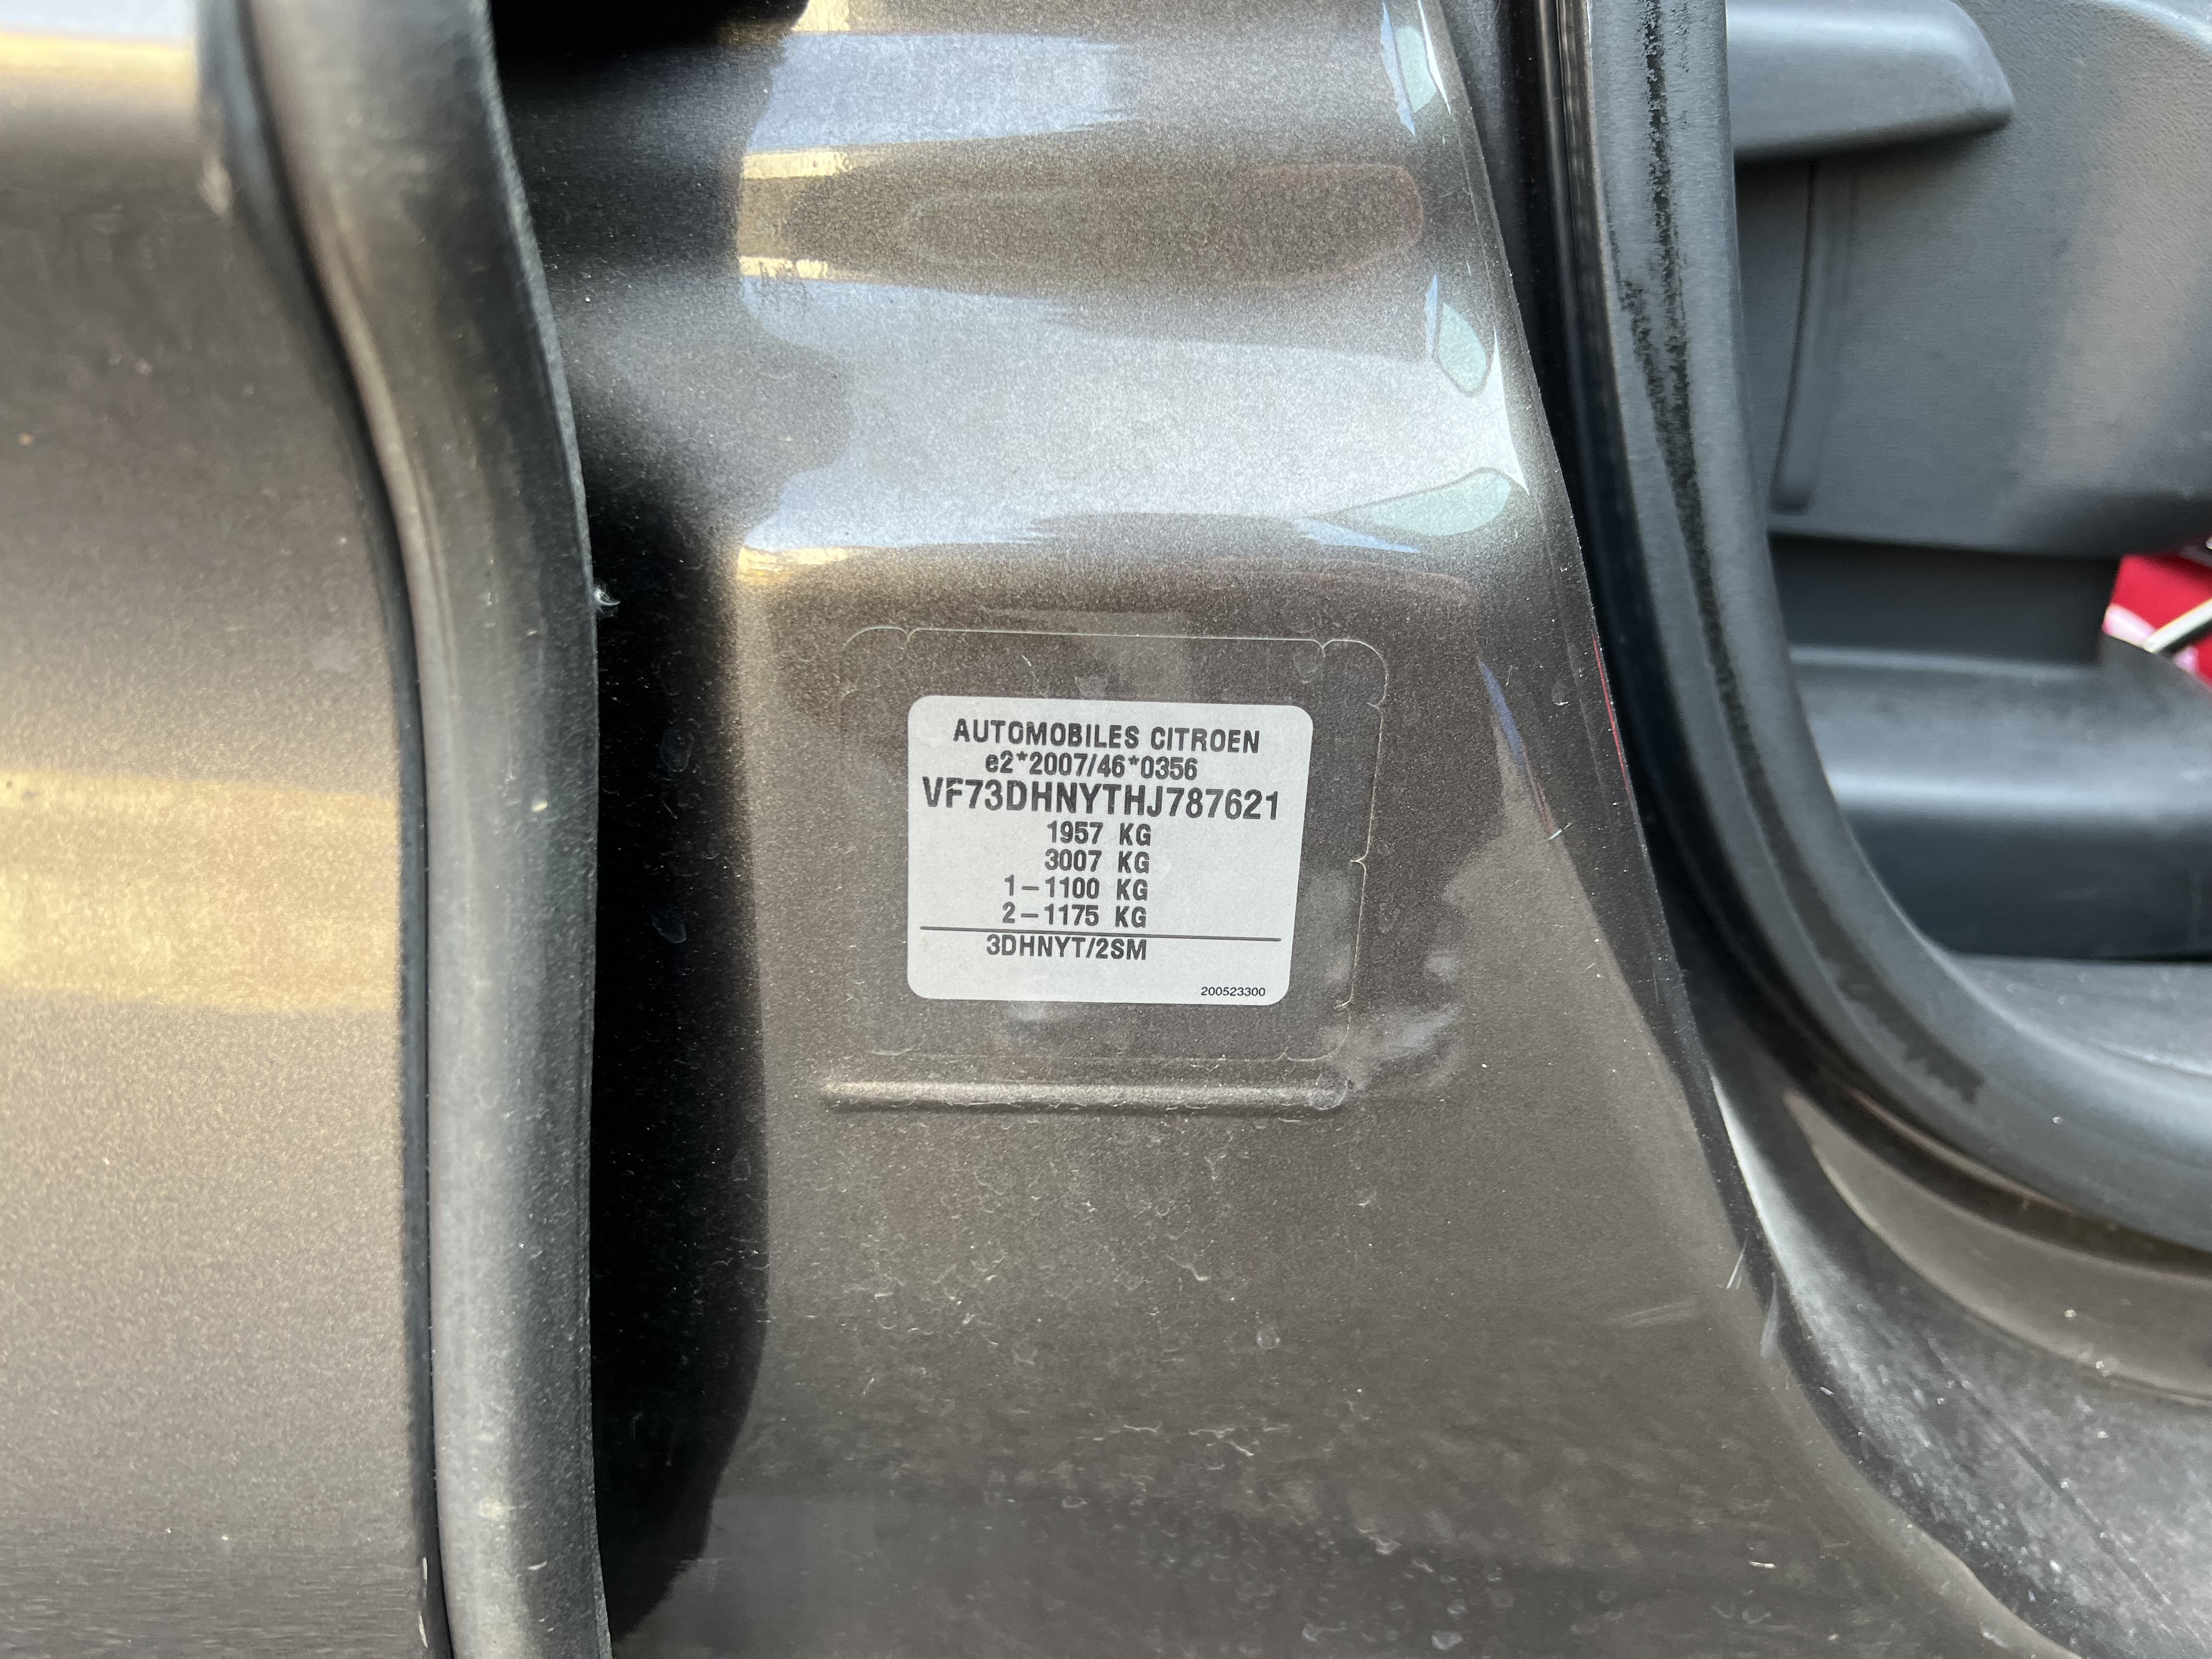 AUTOMOBILES CITROEN
e2*2007/46*0356
VF73DHNYTHJ787621
1957 KG
3007 KG
1-1100 KG
2-1175 KG
3DHNYT/2SM
200523300